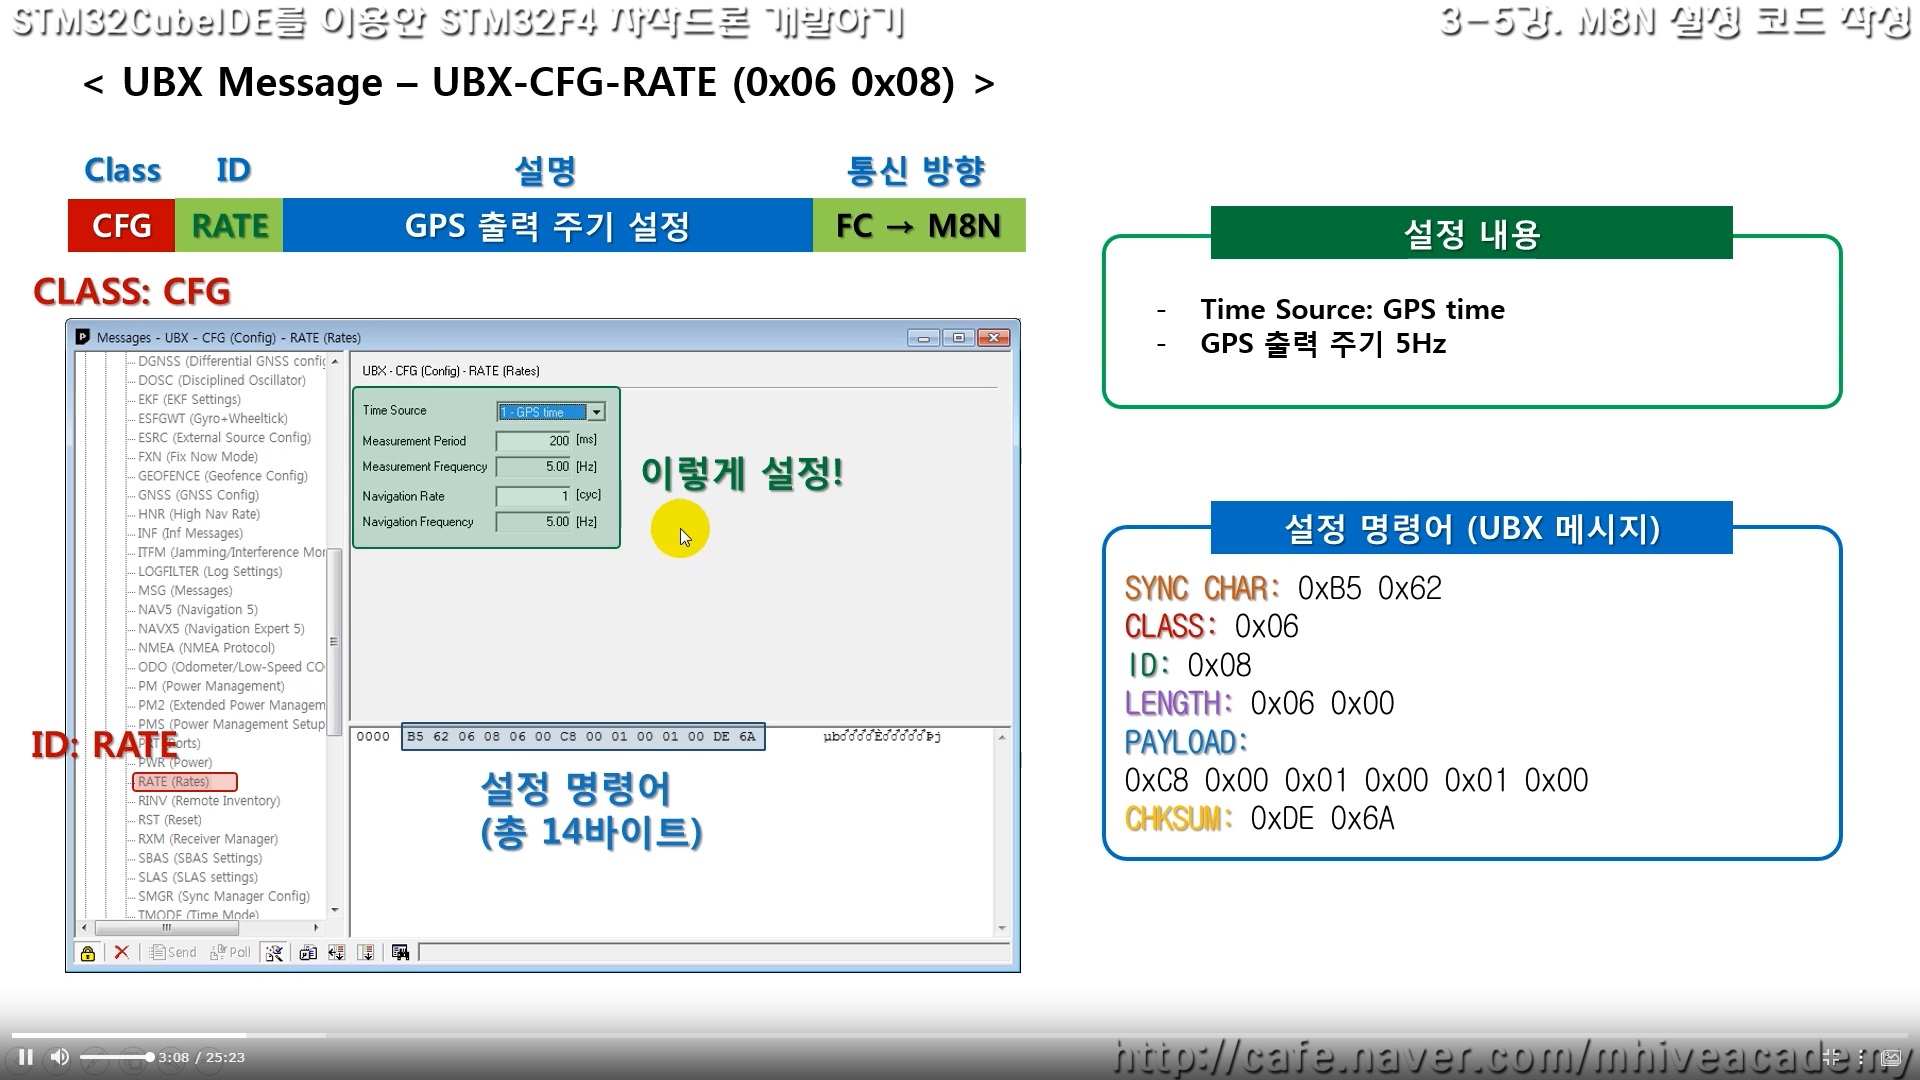 STM32CubeIDE를 이용한 STM32F4 자작드론 개발하기
3-5강. M8N 설정 코드 작성
< UBX Message – UBX-CFG-RATE (0x06 0x08) >
Class ID 설명 통신 방향
CFG RATE GPS 출력 주기 설정 FC → M8N
CLASS: CFG
Messages - UBX - CFG (Config) - RATE (Rates)
DGNSS (Differential GNSS config
DOSC (Disciplined Oscillator)
EKF (EKF Settings)
ESFGWT (Gyro+Wheeltick)
ESRC (External Source Config)
FXN (Fix Now Mode)
GEOFENCE (Geofence Config)
GNSS (GNSS Config)
HNR (High Nav Rate)
INF (Inf Messages)
ITFM (Jamming/Interference Mor
LOGFILTER (Log Settings)
MSG (Messages)
NAV5 (Navigation 5)
NAVX5 (Navigation Expert 5)
NMEA (NMEA Protocol)
ODO (Odometer/Low-Speed CO
PM (Power Management)
PM2 (Extended Power Managem
PMS (Power Management Setup
PRT (Ports)
ID: RATE
PWR (Power)
RATE (Rates)
RINV (Remote Inventory)
RST (Reset)
RXM (Receiver Manager)
SBAS (SBAS Settings)
SLAS (SLAS settings)
SMGR (Sync Manager Config)
TMODE (Time Mode)
Send Poll
UBX - CFG (Config) - RATE (Rates)
Time Source 1 - GPS time
Measurement Period 200 [ms]
Measurement Frequency 5.00 [Hz]
Navigation Rate 1 [cyc]
Navigation Frequency 5.00 [Hz]
이렇게 설정!
0000 B5 62 06 08 06 00 C8 00 01 00 01 00 DE 6A
설정 명령어
(총 14바이트)
설정 내용
- Time Source: GPS time
- GPS 출력 주기 5Hz
설정 명령어 (UBX 메시지)
SYNC CHAR: 0xB5 0x62
CLASS: 0x06
ID: 0x08
LENGTH: 0x06 0x00
PAYLOAD:
0xC8 0x00 0x01 0x00 0x01 0x00
CHKSUM: 0xDE 0x6A
3:08 / 25:23
http://cafe.naver.com/mhiveacademy